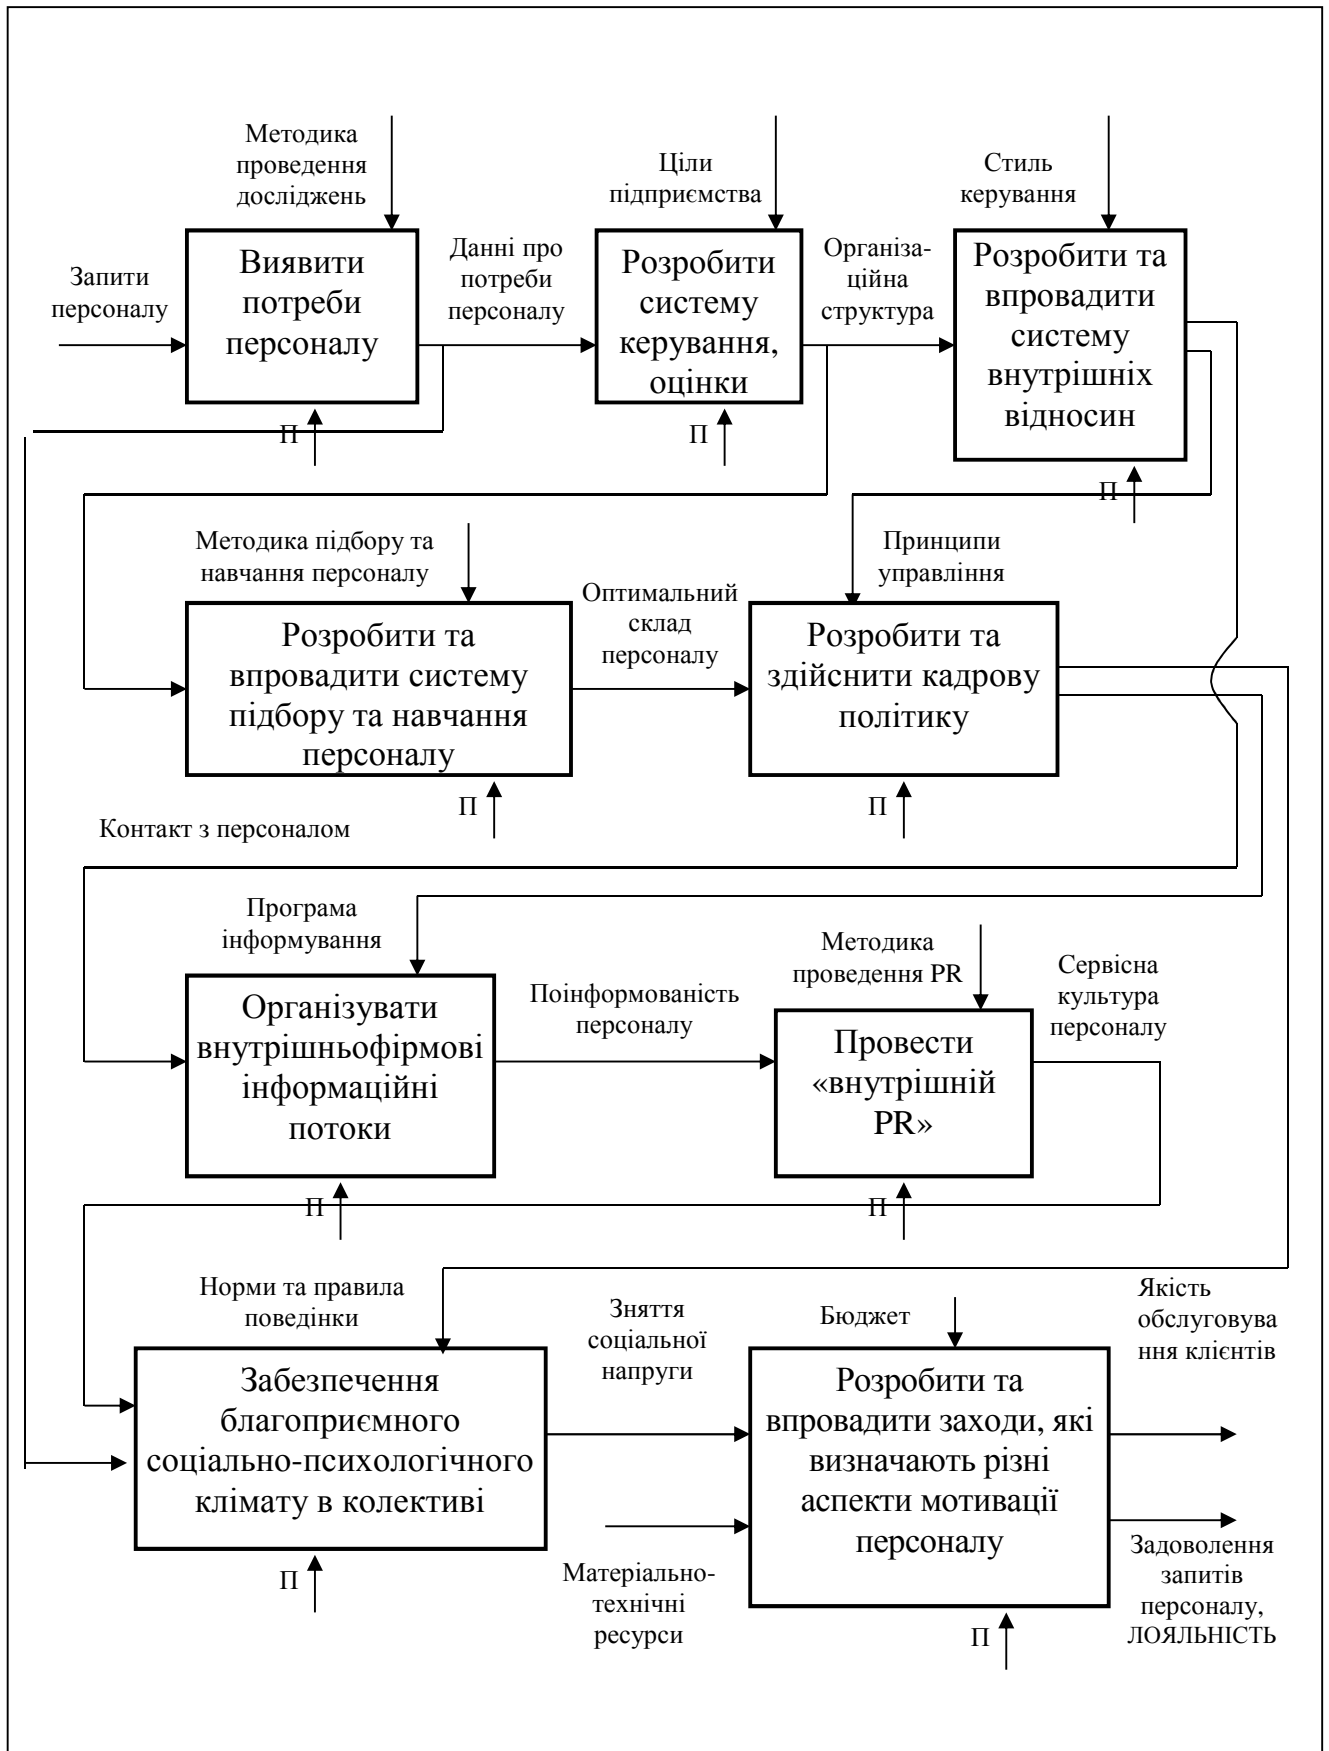 Методика
проведення
досліджень
Ціли
підприємства
Стиль
керування
Запити
персоналу
Виявити
потреби
персоналу
Данні про
потреби
персоналу
Розробити
систему
керування,
оцінки
Організа-
ційна
структура
Розробити та
впровадити
систему
внутрішніх
відносин
П
П
П
Методика підбору та
навчання персоналу
Принципи
управління
Розробити та
впровадити систему
підбору та навчання
персоналу
Оптимальний
склад
персоналу
Розробити та
здійснити кадрову
політику
П
П
Контакт з персоналом
Програма
інформування
Методика
проведення PR
Сервісна
культура
персоналу
Організувати
внутрішньофірмові
інформаційні
потоки
Поінформованість
персоналу
Провести
«внутрішній
PR»
П
П
Норми та правила
поведінки
Зняття
соціальної
напруги
Бюджет
Якість
обслуговува
ння клієнтів
Забезпечення
благоприємного
соціально-психологічного
клімату в колективі
Розробити та
впровадити заходи, які
визначають різні
аспекти мотивації
персоналу
П
Матеріально-
технічні
ресурси
П
Задоволення
запитів
персоналу,
ЛОЯЛЬНІСТЬ